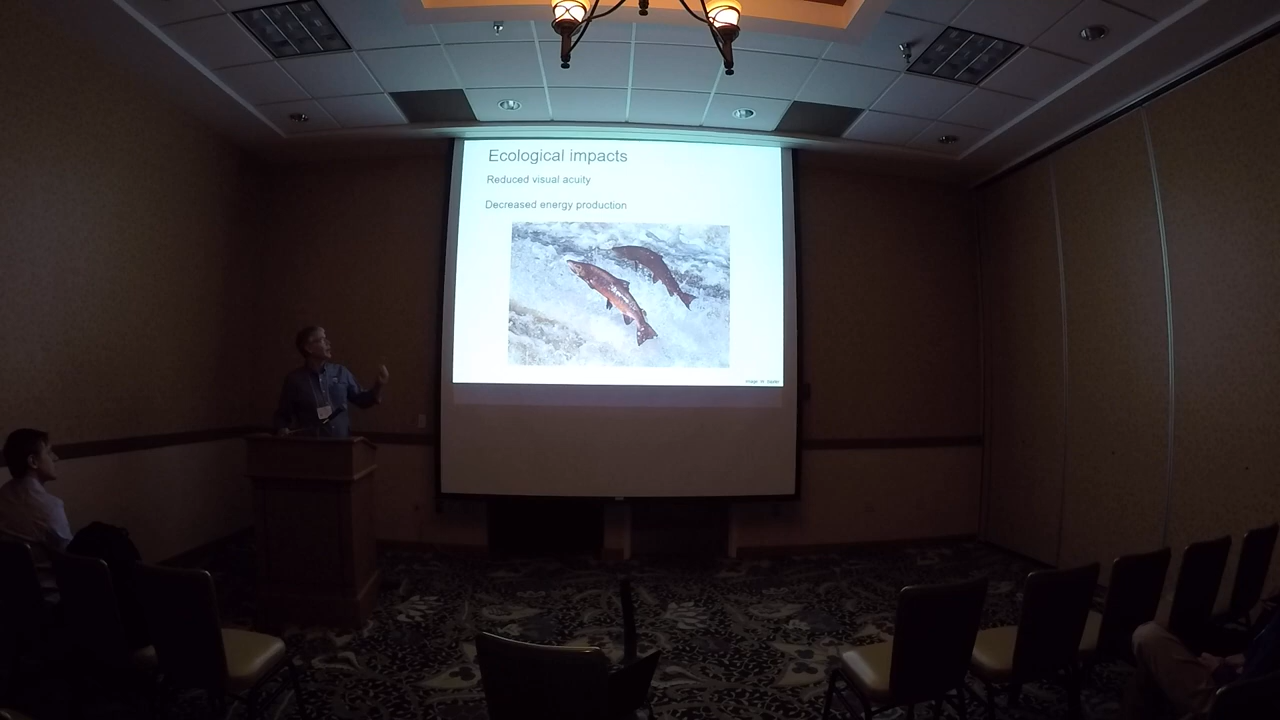 Ecological impacts
Reduced visual acuity
Decreased energy production